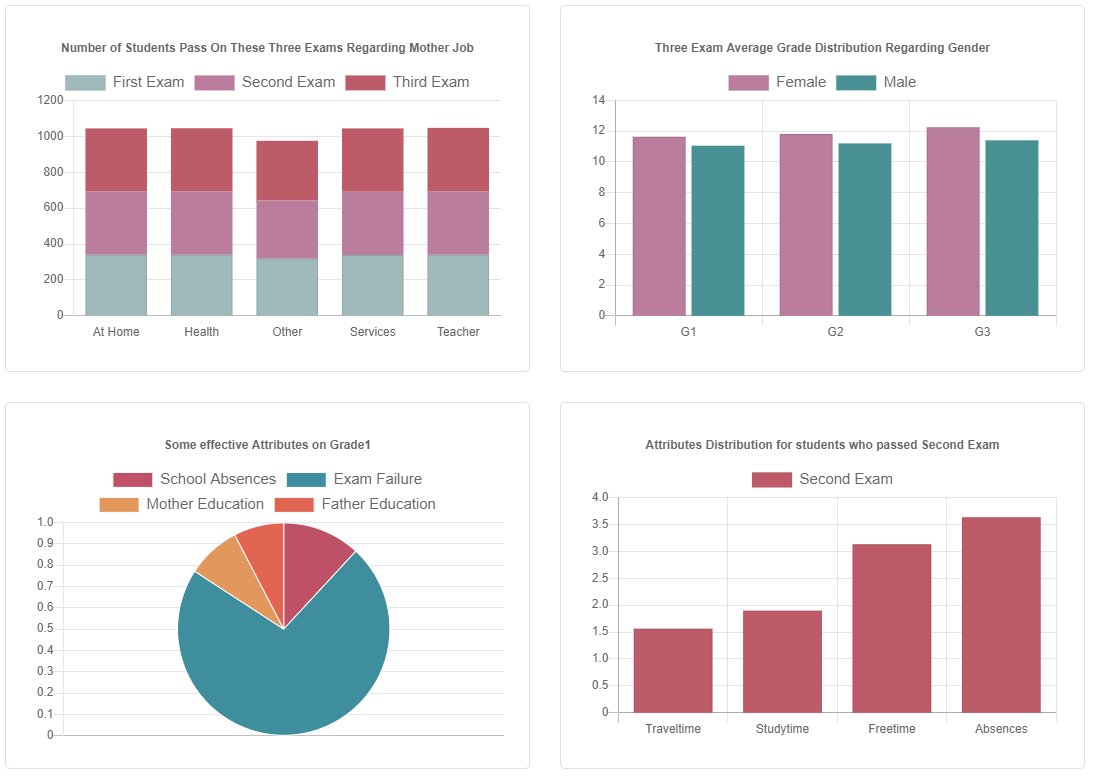 Number of Students Pass On These Three Exams Regarding Mother Job
First Exam Second Exam Third Exam
1200
1000
800
600
400
200
0
At Home Health Other Services Teacher
Three Exam Average Grade Distribution Regarding Gender
Female Male
14
12
10
8
6
4
2
0
G1 G2 G3
Some effective Attributes on Grade1
School Absences Exam Failure
Mother Education Father Education
1.0
0.9
0.8
0.7
0.6
0.5
0.4
0.3
0.2
0.1
0
Attributes Distribution for students who passed Second Exam
Second Exam
4.0
3.5
3.0
2.5
2.0
1.5
1.0
0.5
0
Traveltime Studytime Freetime Absences